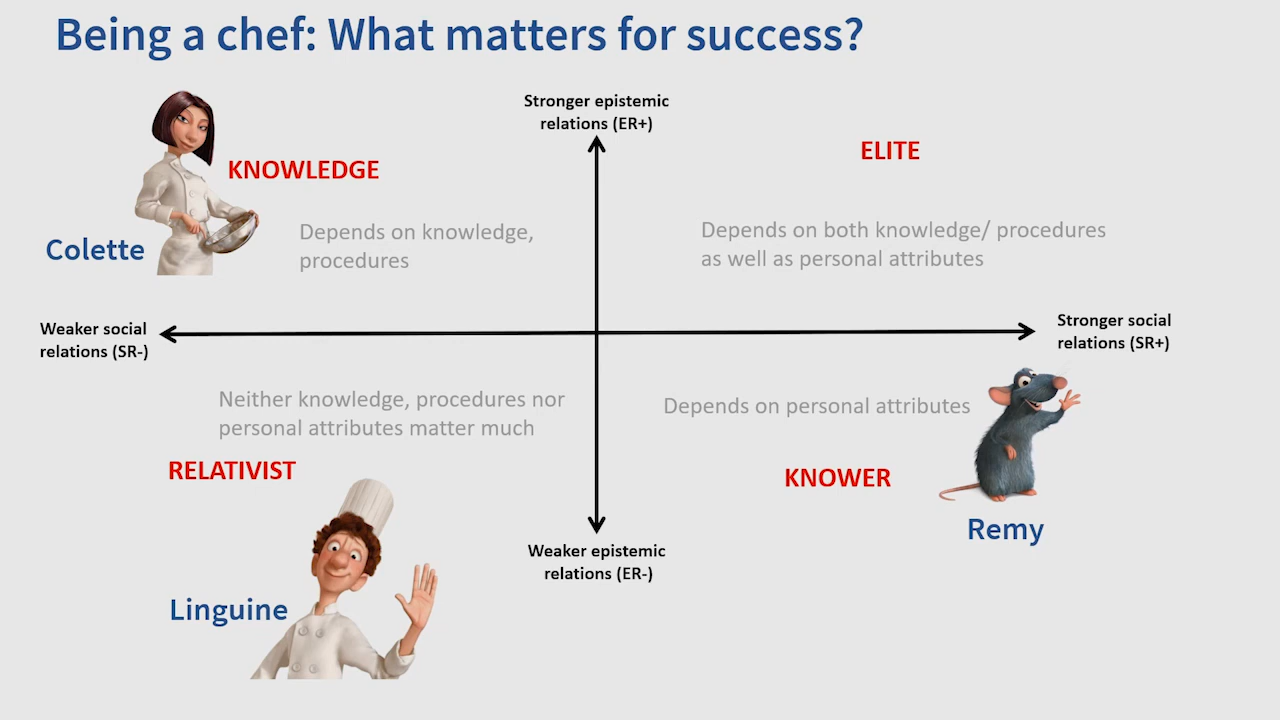 Being a chef: What matters for success?
Stronger epistemic
relations (ER+)
KNOWLEDGE
ELITE
Depends on knowledge,
procedures
Depends on both knowledge/ procedures
as well as personal attributes
Colette
Weaker social
relations (SR-)
Stronger social
relations (SR+)
Neither knowledge, procedures nor
personal attributes matter much
Depends on personal attributes
RELATIVIST
KNOWER
Remy
Weaker epistemic
relations (ER-)
Linguine